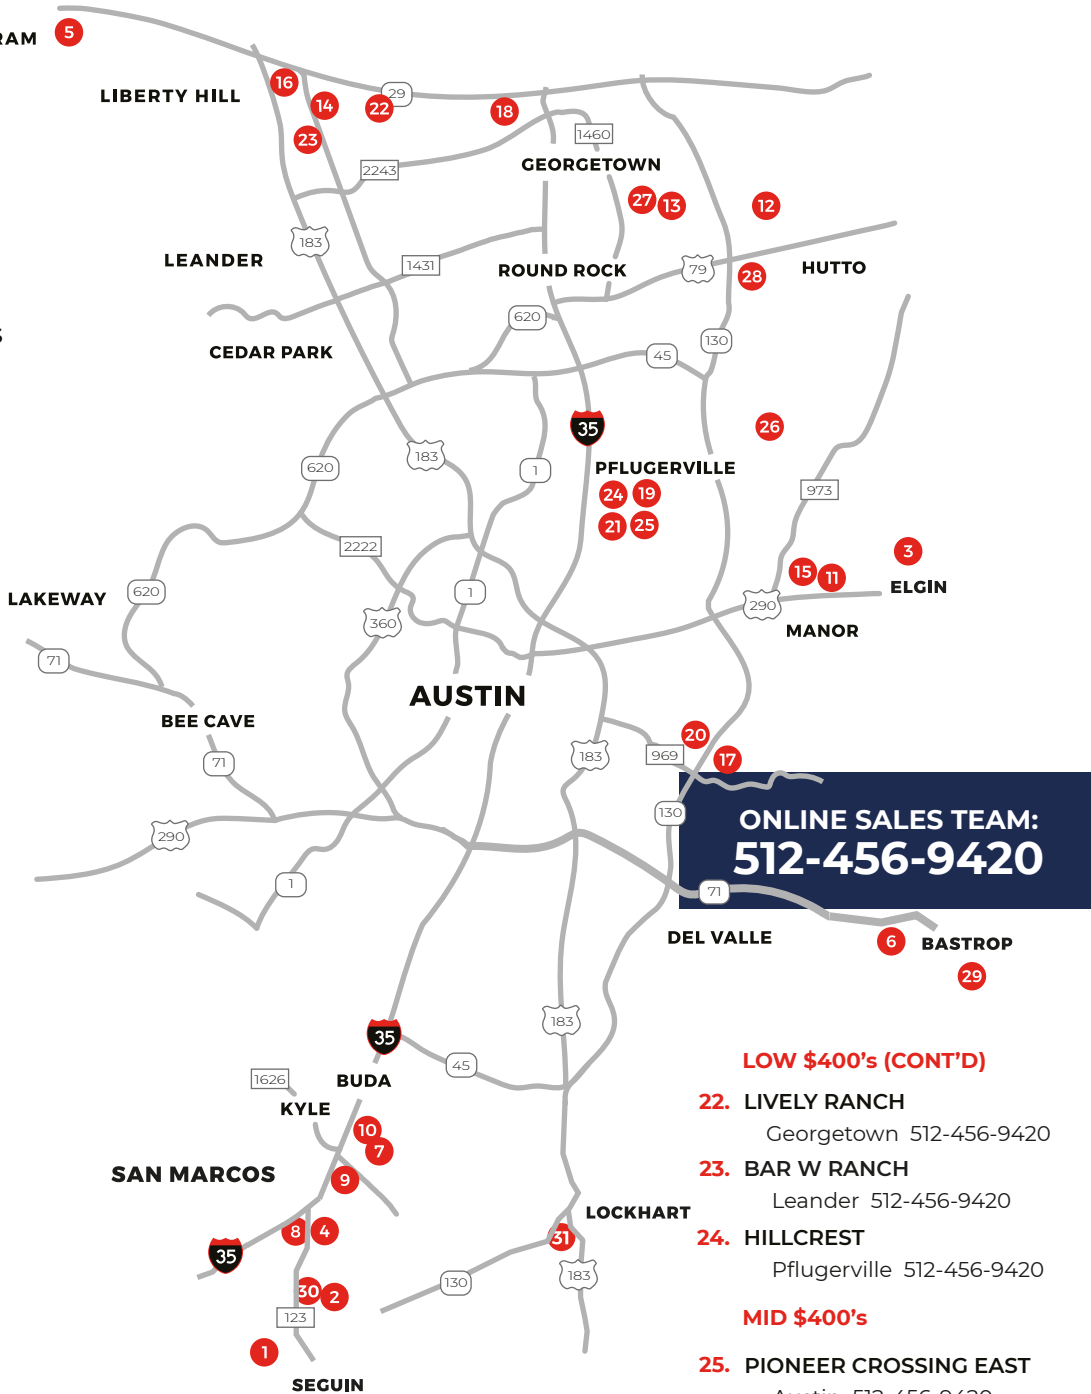 RAM
5
16
LIBERTY HILL
14
22
29
18
23
1460
2243
GEORGETOWN
27
13
12
183
LEANDER
1431
ROUND ROCK
79
28
HUTTO
620
S
CEDAR PARK
45
130
26
35
183
620
1
PFLUGERVILLE
24
19
973
21
25
2222
3
15
11
ELGIN
LAKEWAY
620
1
290
360
MANOR
71
AUSTIN
BEE CAVE
20
183
969
17
71
130
ONLINE SALES TEAM:
512-456-9420
290
1
71
DEL VALLE
6
BASTROP
29
183
35
45
1626
BUDA
KYLE
10
7
SAN MARCOS
9
8
4
35
LOCKHART
31
130
183
30
2
123
1
SEGUIN
LOW $400's (CONT'D)
22. LIVELY RANCH
Georgetown 512-456-9420
23. BAR W RANCH
Leander 512-456-9420
24. HILLCREST
Pflugerville 512-456-9420
MID $400's
25. PIONEER CROSSING EAST
Austin 512-456-9420